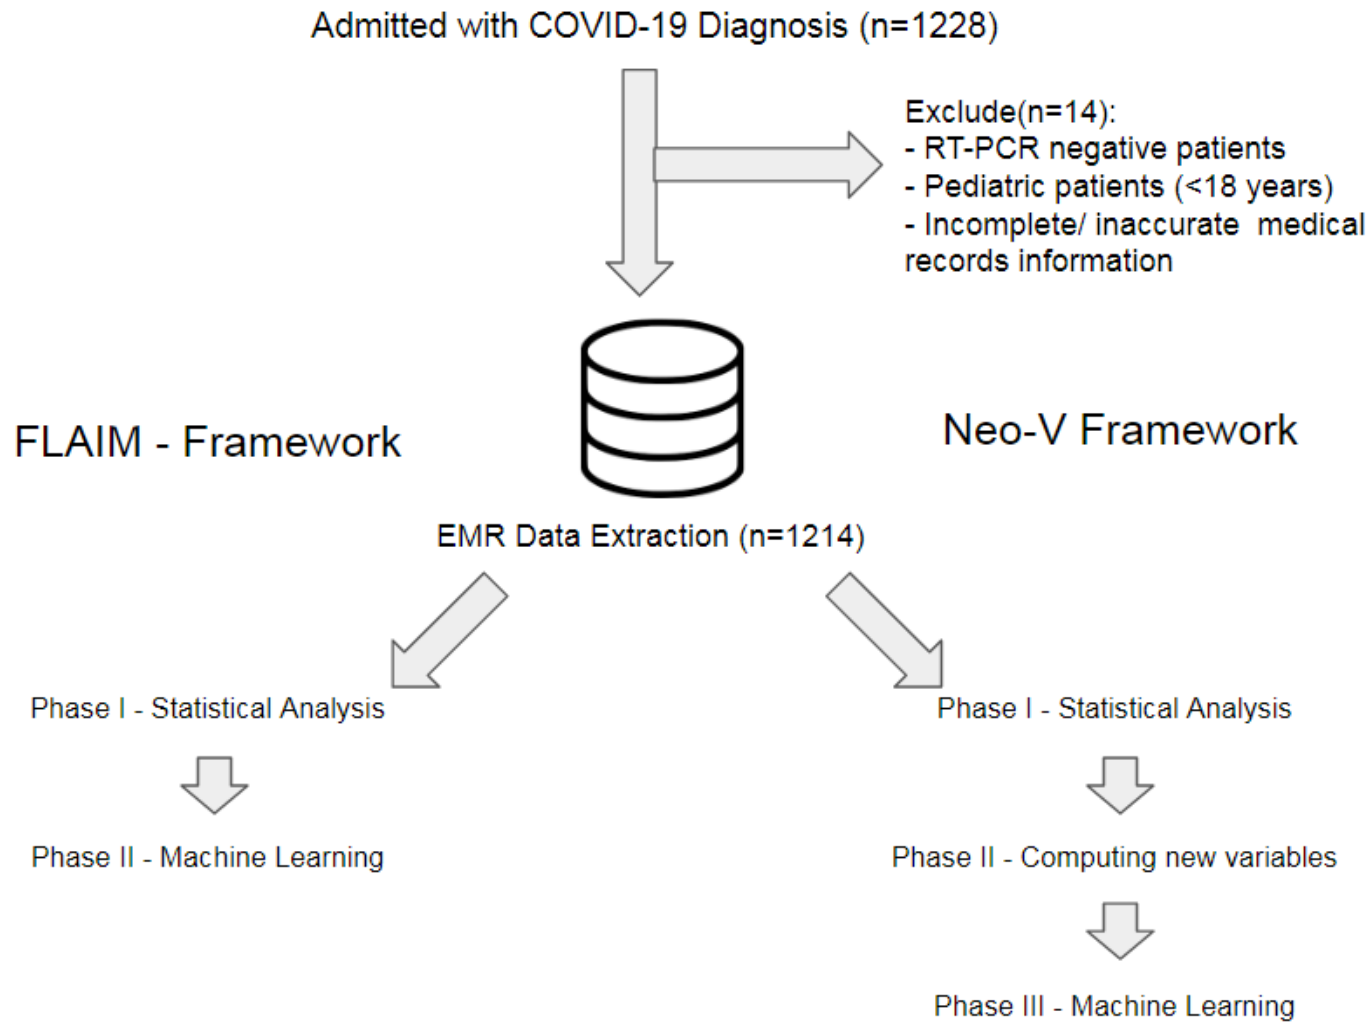 Admitted with COVID-19 Diagnosis (n=1228)
Exclude(n=14):
- RT-PCR negative patients
- Pediatric patients (<18 years)
- Incomplete/ inaccurate medical
records information
FLAIM - Framework
Neo-V Framework
EMR Data Extraction (n=1214)
Phase I - Statistical Analysis
Phase I - Statistical Analysis
Phase II - Machine Learning
Phase II - Computing new variables
Phase III - Machine Learning